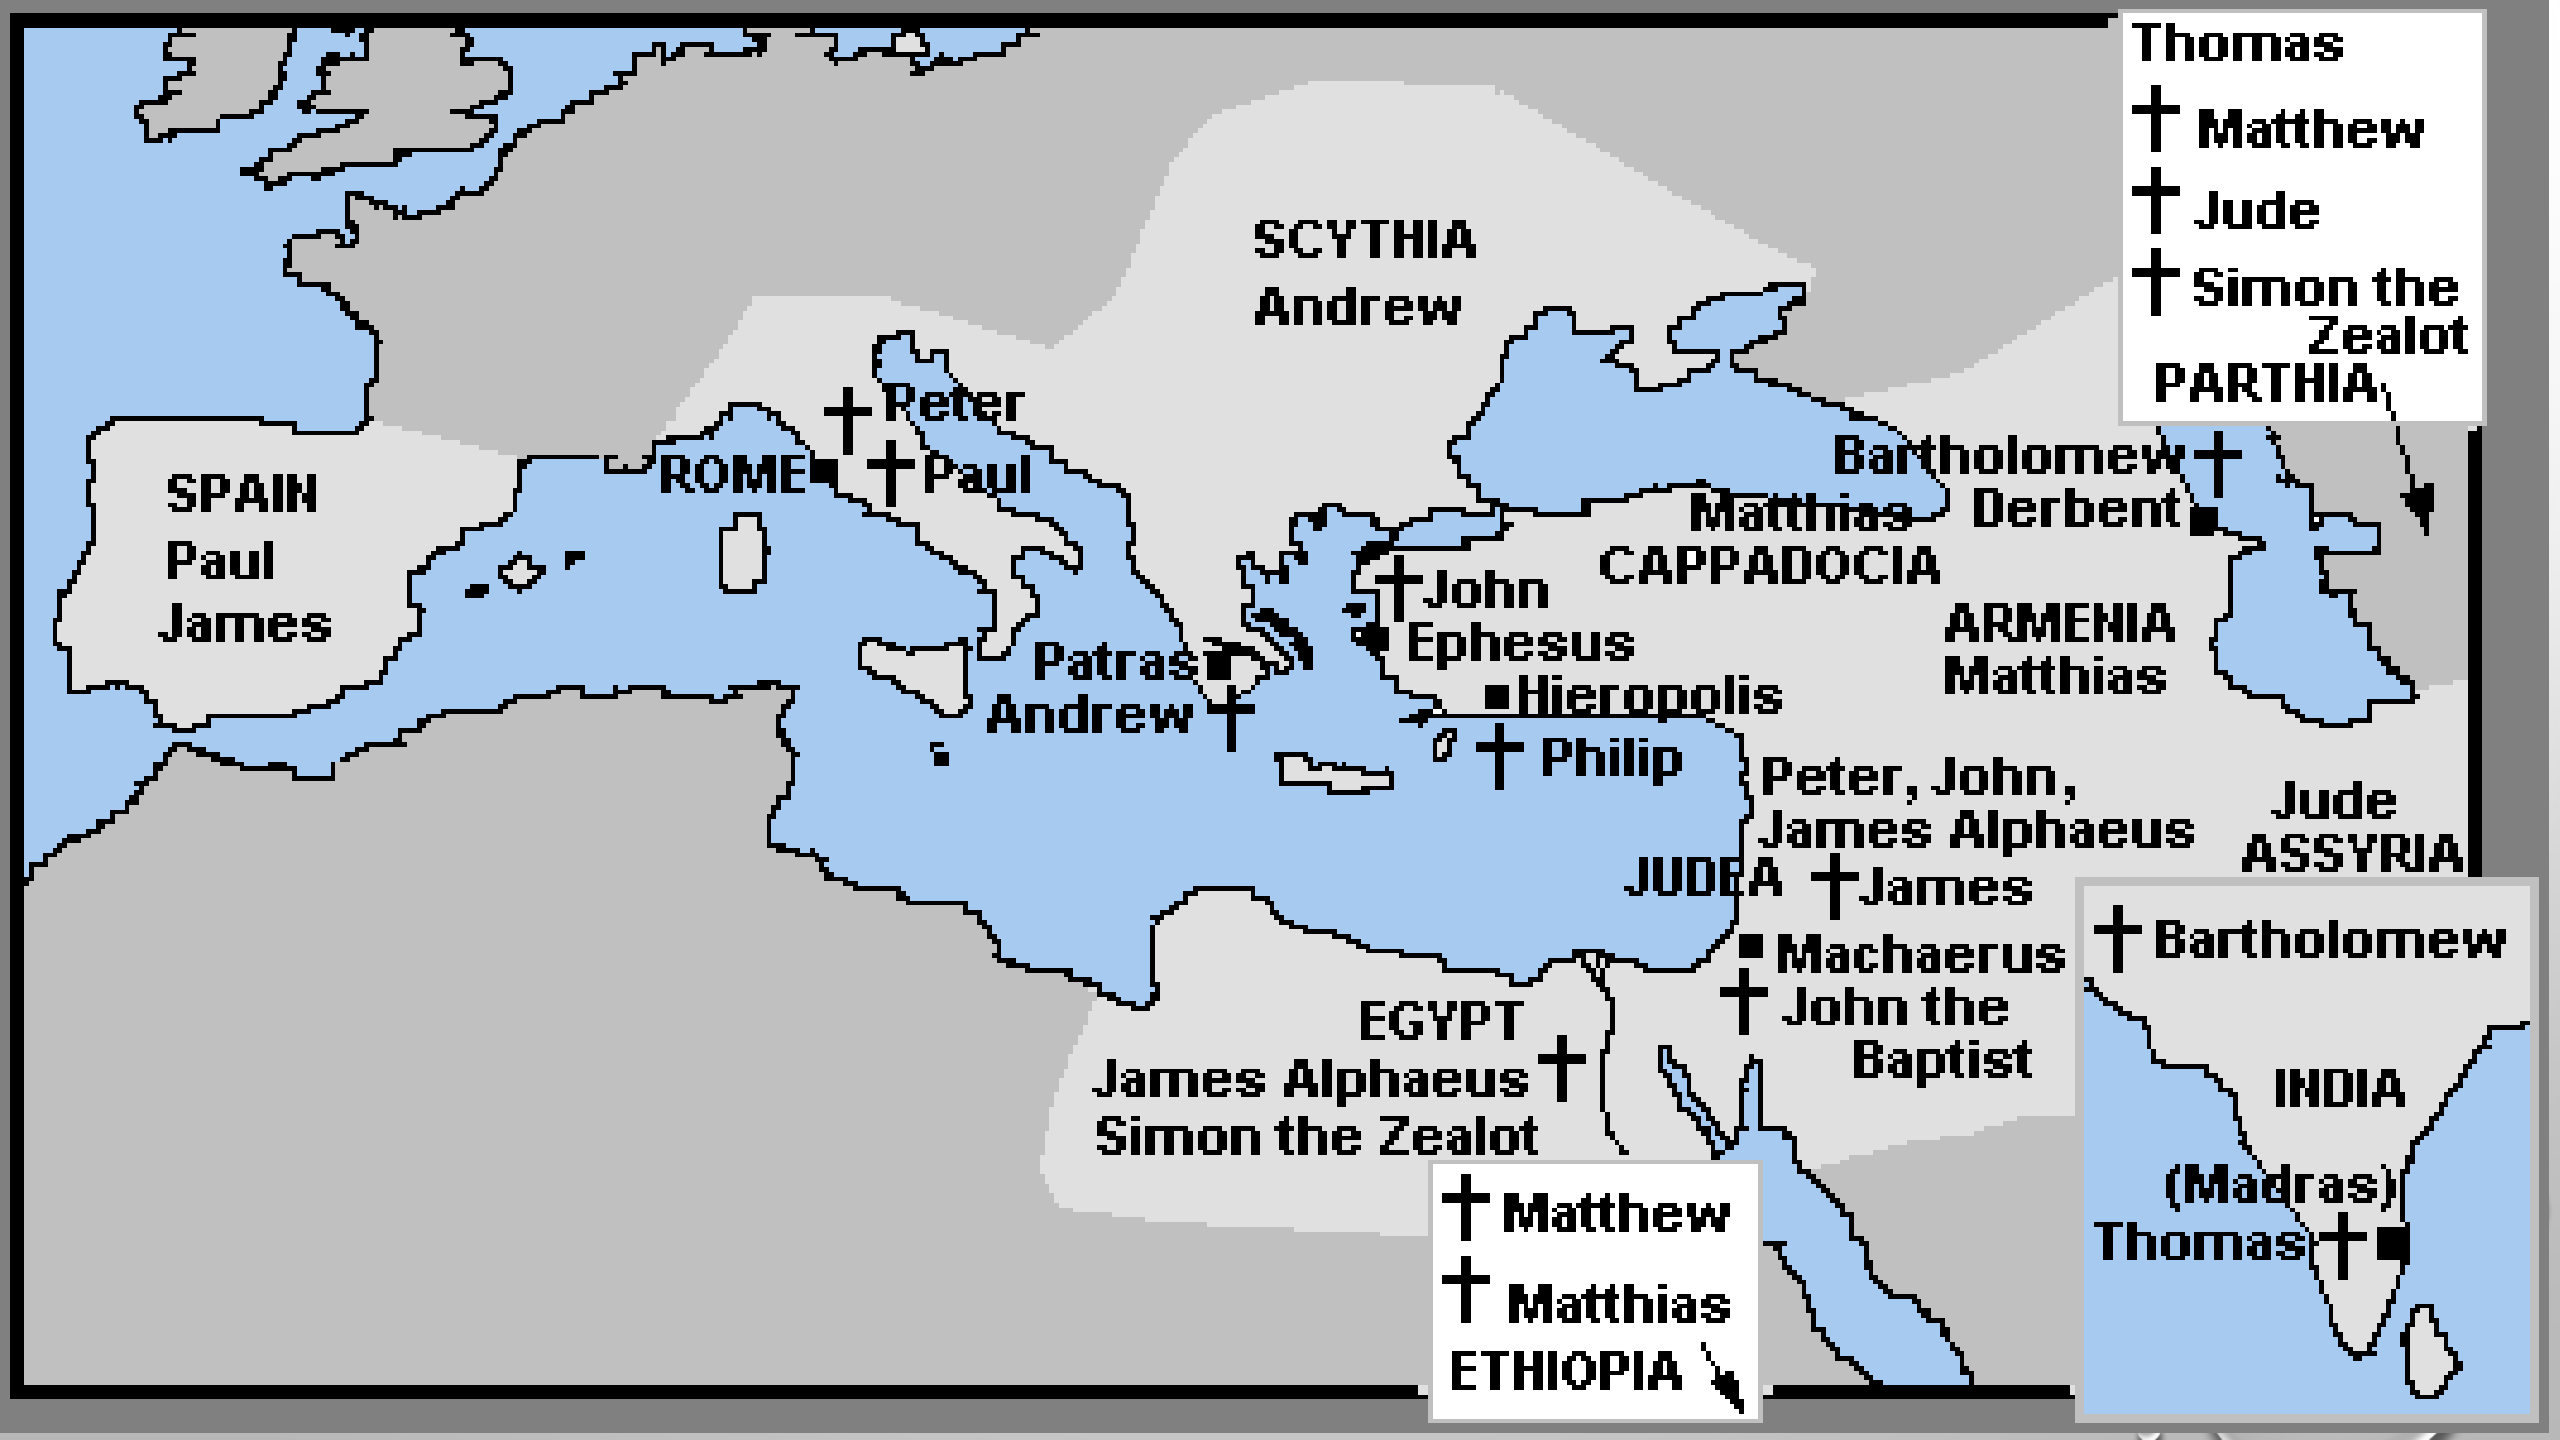 Thomas
Matthew
Jude
Simon the
Zealot
PARTHIA
SCYTHIA
Andrew
Peter
ROME
Paul
SPAIN
Paul
James
Bartholomew
Derbent
Matthias
CAPPADOCIA
John
Ephesus
ARMENIA
Matthias
Patras
Andrew
Hieropolis
Philip
Peter, John,
James Alphaeus
JUDEA
James
Jude
ASSYRIA
Machaerus
John the
Baptist
EGYPT
James Alphaeus
Simon the Zealot
Matthew
Matthias
ETHIOPIA
Bartholomew
INDIA
(Madras)
Thomas